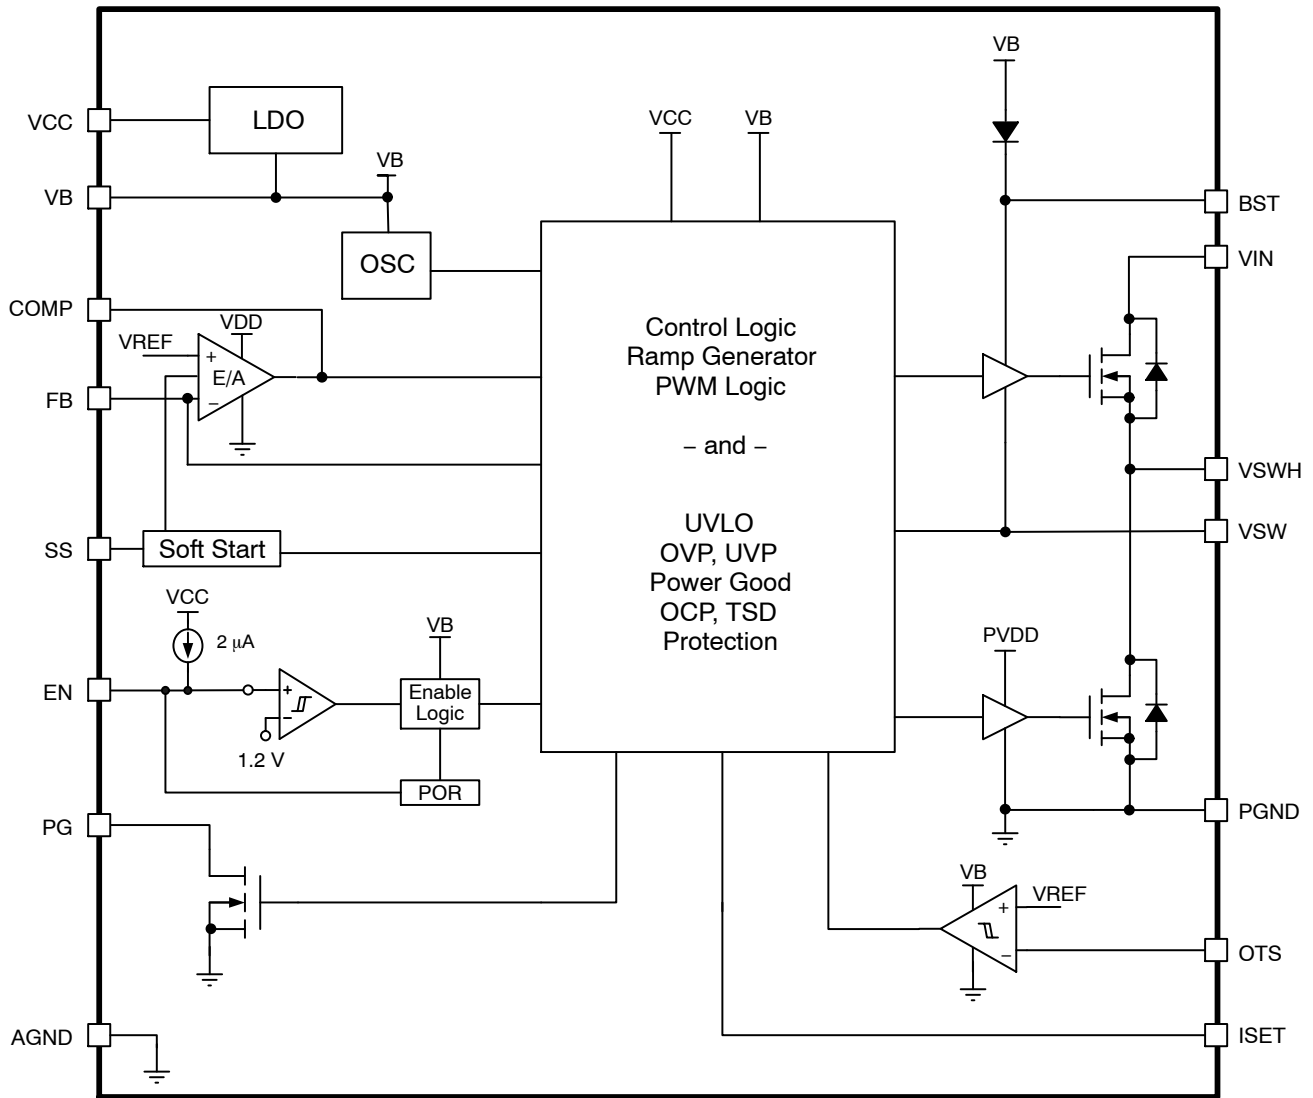 VB
VCC
LDO
VCC
VB
VB
VB
BST
OSC
VIN
COMP
VDD
VREF
+
E/A
–
FB
Control Logic
Ramp Generator
PWM Logic
– and –
UVLO
OVP, UVP
Power Good
OCP, TSD
Protection
VSWH
VSW
SS
Soft Start
VCC
2 μA
VB
PVDD
EN
+
–
Enable
Logic
1.2 V
POR
PG
PGND
VB
VREF
+
–
OTS
AGND
ISET